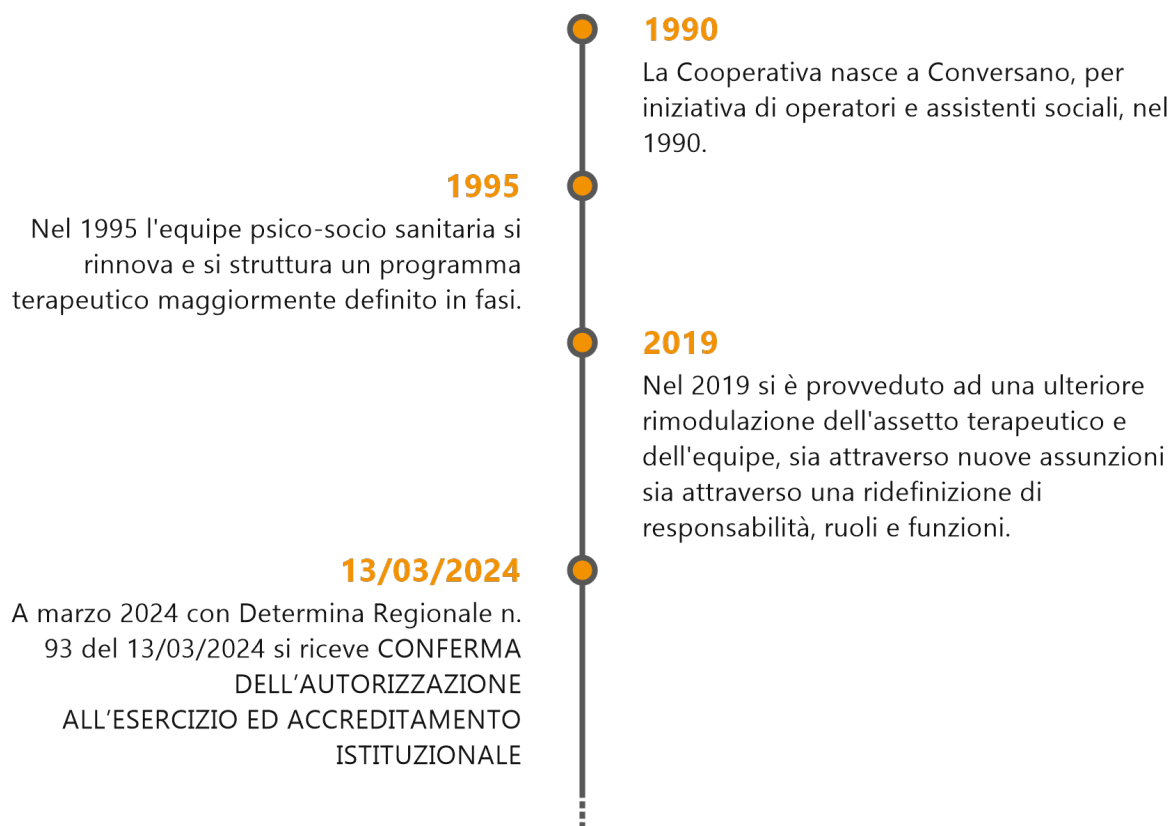 1990
La Cooperativa nasce a Conversano, per
iniziativa di operatori e assistenti sociali, nel
1990.
1995
Nel 1995 l'equipe psico-socio sanitaria si
rinnova e si struttura un programma
terapeutico maggiormente definito in fasi.
2019
Nel 2019 si è provveduto ad una ulteriore
rimodulazione dell'assetto terapeutico e
dell'equipe, sia attraverso nuove assunzioni
sia attraverso una ridefinizione di
responsabilità, ruoli e funzioni.
13/03/2024
A marzo 2024 con Determina Regionale n.
93 del 13/03/2024 si riceve CONFERMA
DELL’AUTORIZZAZIONE
ALL’ESERCIZIO ED ACCREDITAMENTO
ISTITUZIONALE